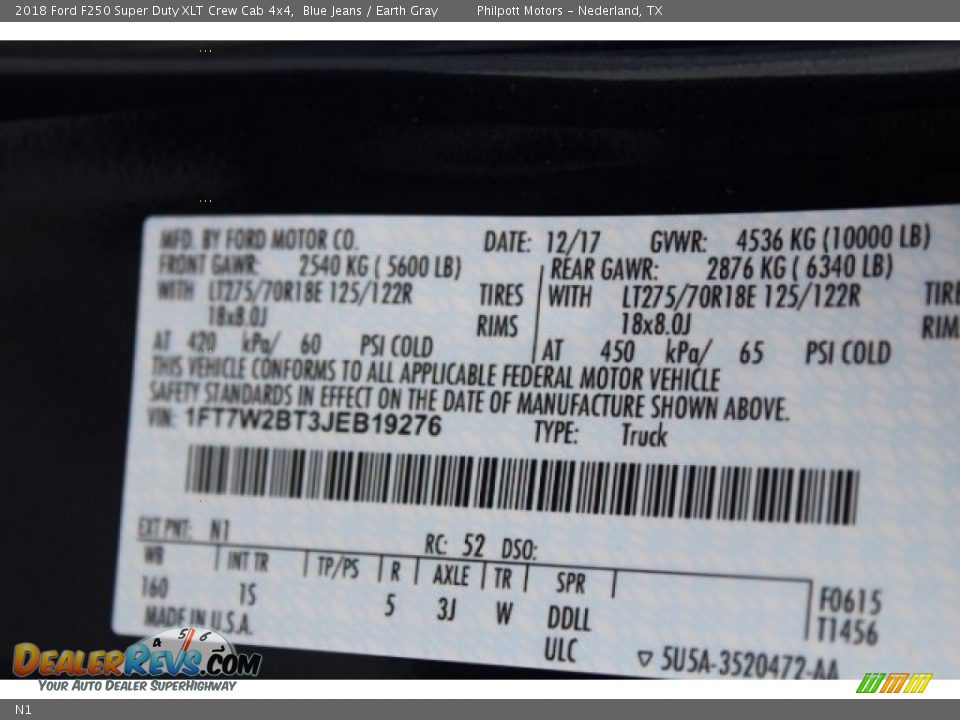 2018 Ford F250 Super Duty XLT Crew Cab 4x4, Blue Jeans / Earth Gray Philpott Motors - Nederland, TX
MFD. BY FORD MOTOR CO. DATE: 12/17 GVWR: 4536 KG (10000 LB)
FRONT GAWR: 2540 KG ( 5600 LB) REAR GAWR: 2876 KG ( 6340 LB)
WITH LT275/70R18E 125/122R TIRES WITH LT275/70R18E 125/122R TIRE
18x8.0J RIMS 18x8.0J RIM
AT 420 kPa/ 60 PSI COLD AT 450 kPa/ 65 PSI COLD
THIS VEHICLE CONFORMS TO ALL APPLICABLE FEDERAL MOTOR VEHICLE
SAFETY STANDARDS IN EFFECT ON THE DATE OF MANUFACTURE SHOWN ABOVE.
VIN: 1FT7W2BT3JEB19276 TYPE: Truck
EXT PNT: N1 RC: 52 DSO:
WB INT TR TP/PS R AXLE TR SPR F0615
160 1S 5 3J W DDLL T1456
MADE IN U.S.A. ULC 5U5A-3520472-AA
4 5 6
DEALERREVS.COM
YOUR AUTO DEALER SUPERHIGHWAY
N1